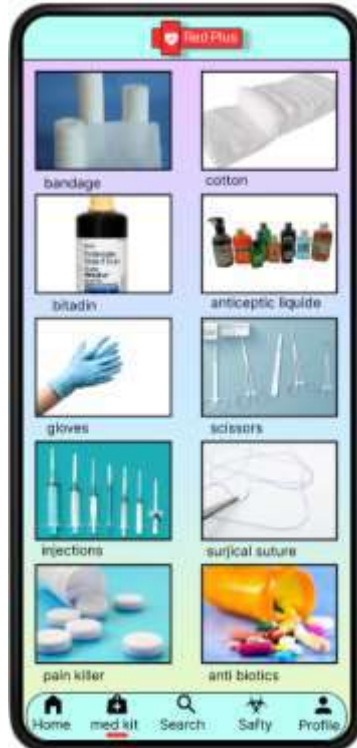 Red Plus
bandage
cotton
bitadin
anticeptic liquide
gloves
scissors
injections
surjical suture
pain killer
anti biotics
Home
med kit
Search
Safty
Profile